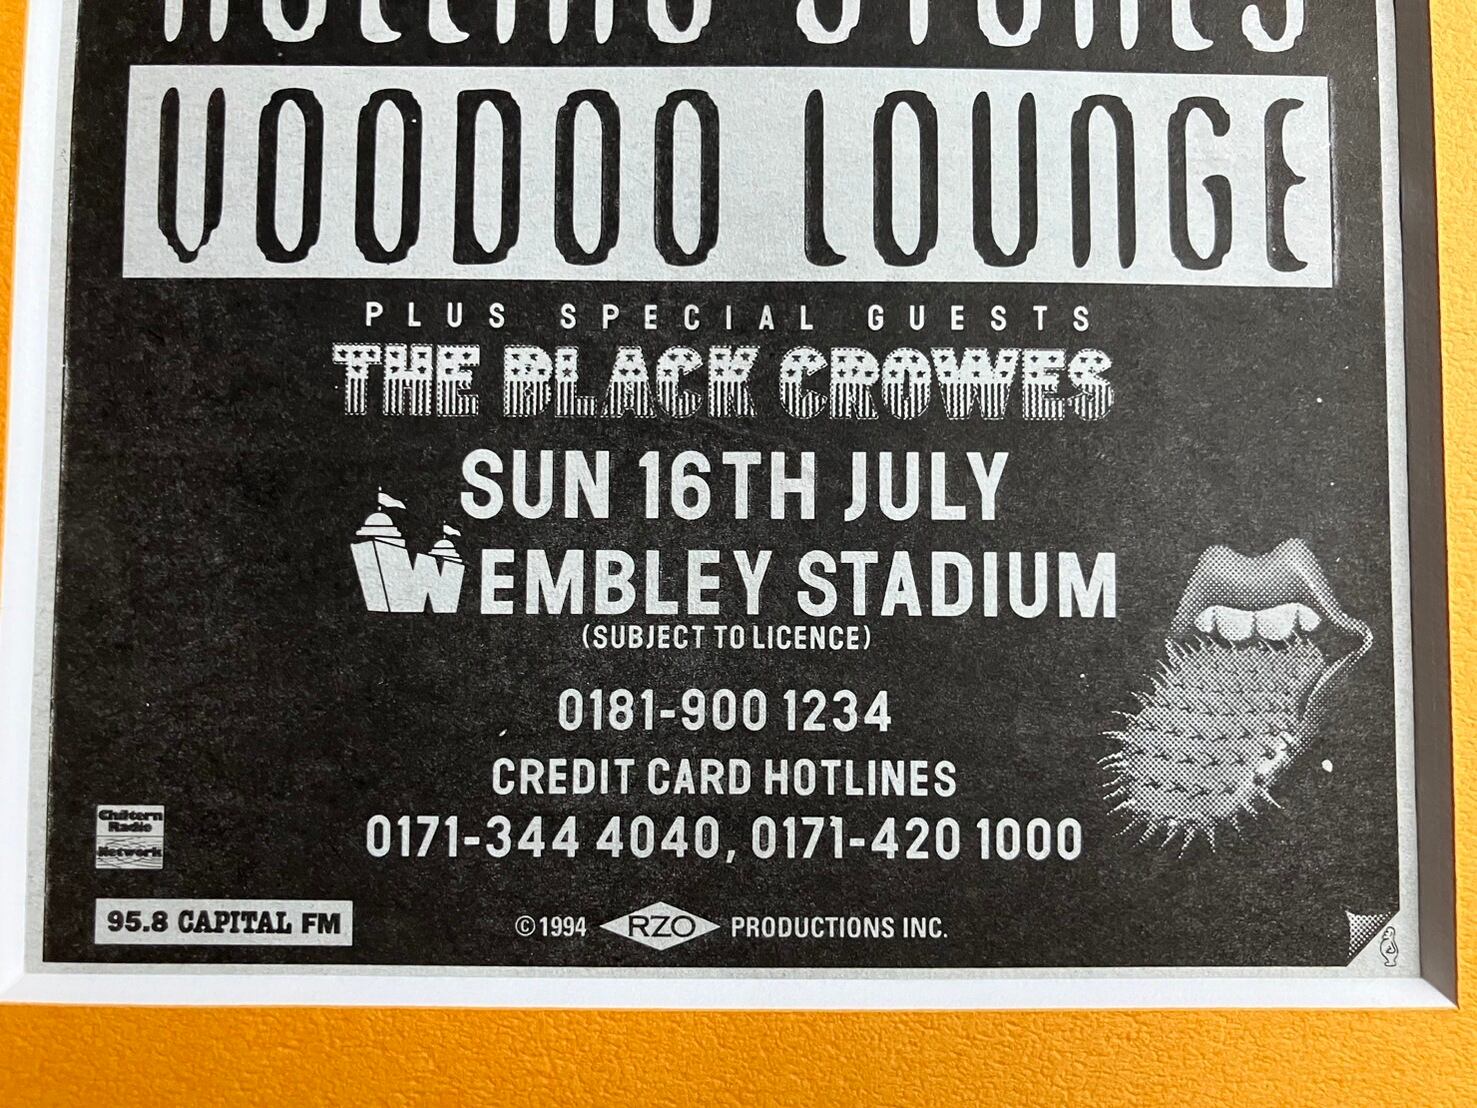 ROLLING STONES
VOODOO LOUNGE
PLUS SPECIAL GUESTS
THE BLACK CROWES
SUN 16TH JULY
WEMBLEY STADIUM
(SUBJECT TO LICENCE)
0181-900 1234
CREDIT CARD HOTLINES
0171-344 4040, 0171-420 1000
Chiltern
Radio
Network
95.8 CAPITAL FM
©1994 RZO PRODUCTIONS INC.